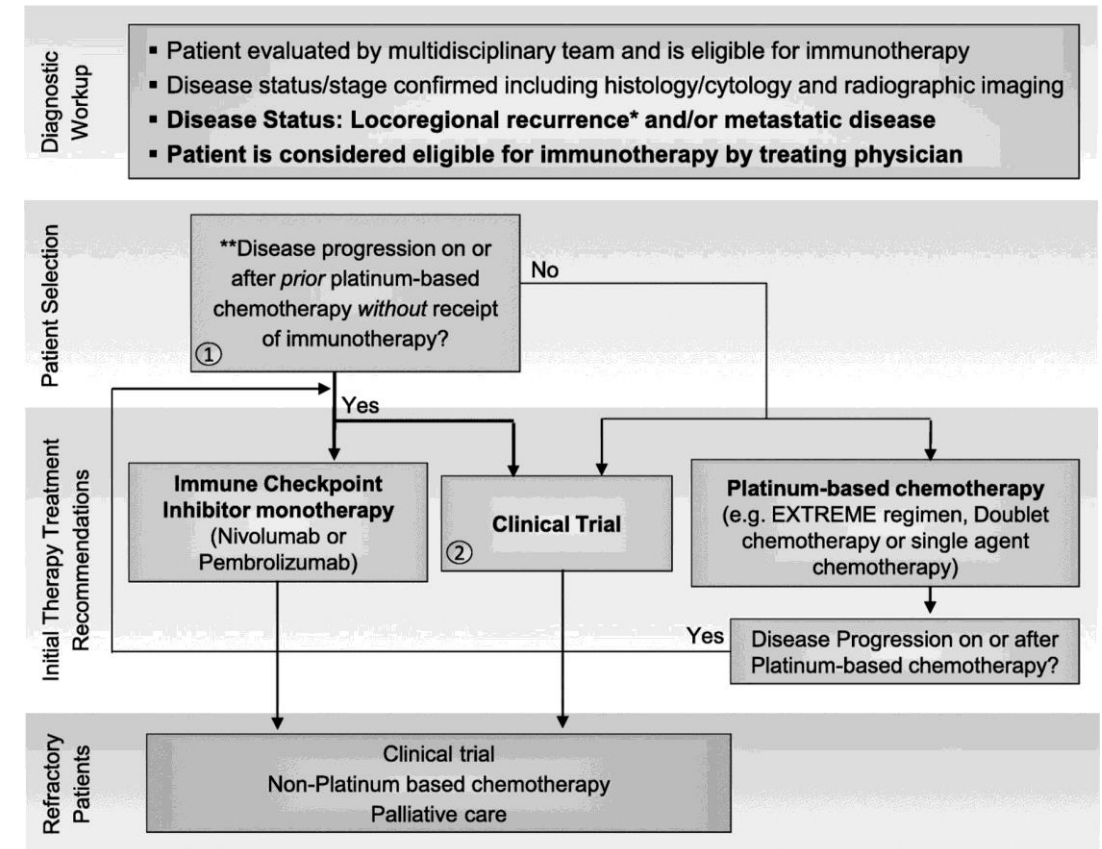 Diagnostic
Workup
▪ Patient evaluated by multidisciplinary team and is eligible for immunotherapy
▪ Disease status/stage confirmed including histology/cytology and radiographic imaging
▪ Disease Status: Locoregional recurrence* and/or metastatic disease
▪ Patient is considered eligible for immunotherapy by treating physician
Patient Selection
**Disease progression on or
after prior platinum-based
chemotherapy without receipt
of immunotherapy?
①
No
Yes
Initial Therapy Treatment
Recommendations
Immune Checkpoint
Inhibitor monotherapy
(Nivolumab or
Pembrolizumab)
Clinical Trial
②
Platinum-based chemotherapy
(e.g. EXTREME regimen, Doublet
chemotherapy or single agent
chemotherapy)
Yes
Disease Progression on or after
Platinum-based chemotherapy?
Refractory
Patients
Clinical trial
Non-Platinum based chemotherapy
Palliative care